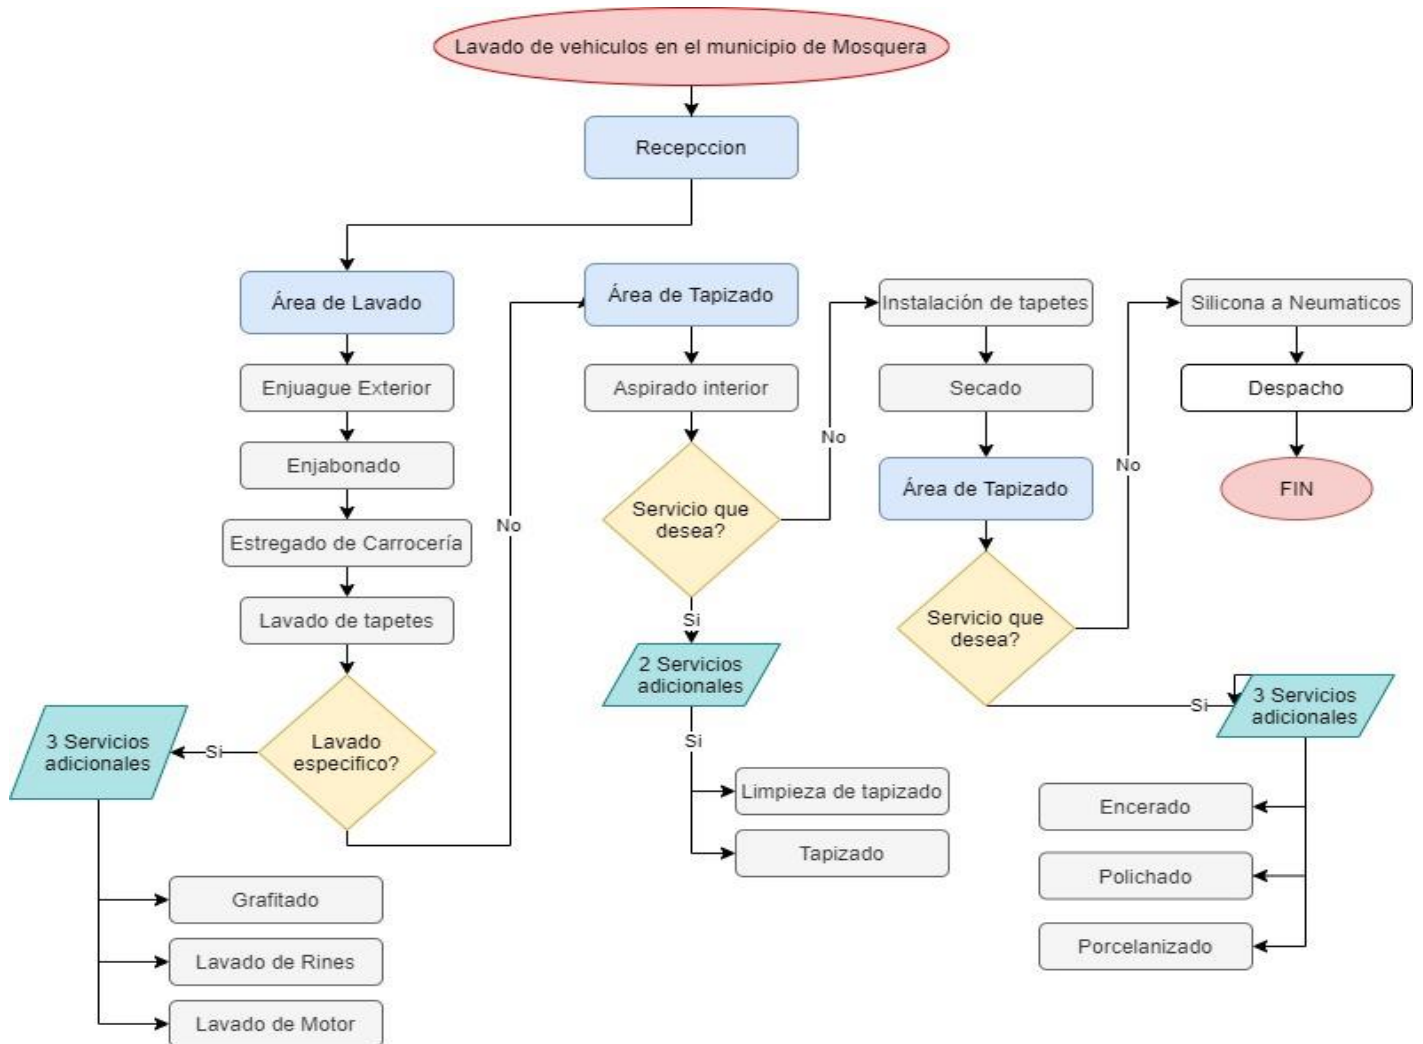 Lavado de vehiculos en el municipio de Mosquera
Recepccion
Área de Lavado
Enjuague Exterior
Enjabonado
Estregado de Carrocería
Lavado de tapetes
Lavado
especifico?
Si
3 Servicios
adicionales
Grafitado
Lavado de Rines
Lavado de Motor
No
Área de Tapizado
Aspirado interior
Servicio que
desea?
Si
2 Servicios
adicionales
Si
Limpieza de tapizado
Tapizado
No
Instalación de tapetes
Secado
Área de Tapizado
Servicio que
desea?
Si
3 Servicios
adicionales
Encerado
Polichado
Porcelanizado
No
Silicona a Neumaticos
Despacho
FIN